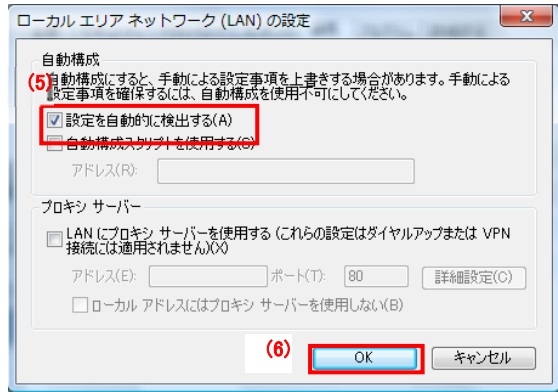 ローカル エリア ネットワーク (LAN) の設定
自動構成
(5)
自動構成にすると、手動による設定事項を上書きする場合があります。手動による
設定事項を確保するには、自動構成を使用不可にしてください。
設定を自動的に検出する(A)
自動構成スクリプトを使用する(S)
アドレス(R):
プロキシ サーバー
LAN にプロキシ サーバーを使用する (これらの設定はダイヤルアップまたは VPN
接続には適用されません)(X)
アドレス(E): ポート(T): 80 詳細設定(C)
ローカル アドレスにはプロキシ サーバーを使用しない(B)
(6)
OK キャンセル